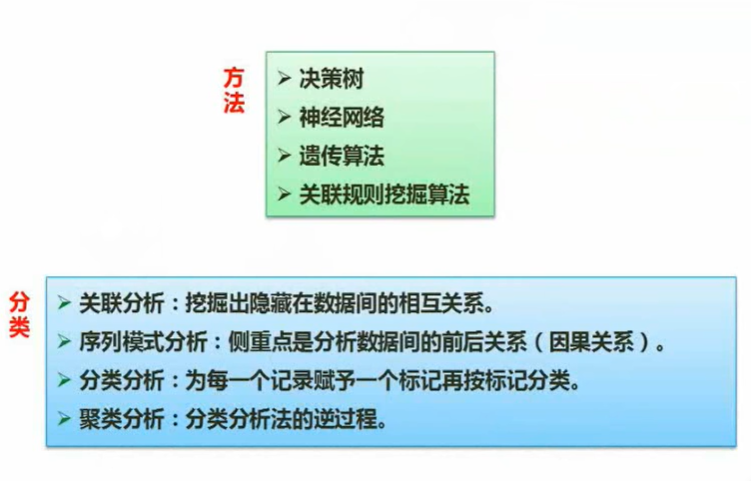 方法
决策树
神经网络
遗传算法
关联规则挖掘算法
分类
关联分析：挖掘出隐藏在数据间的相互关系。
序列模式分析：侧重点是分析数据间的前后关系（因果关系）。
分类分析：为每一个记录赋予一个标记再按标记分类。
聚类分析：分类分析法的逆过程。